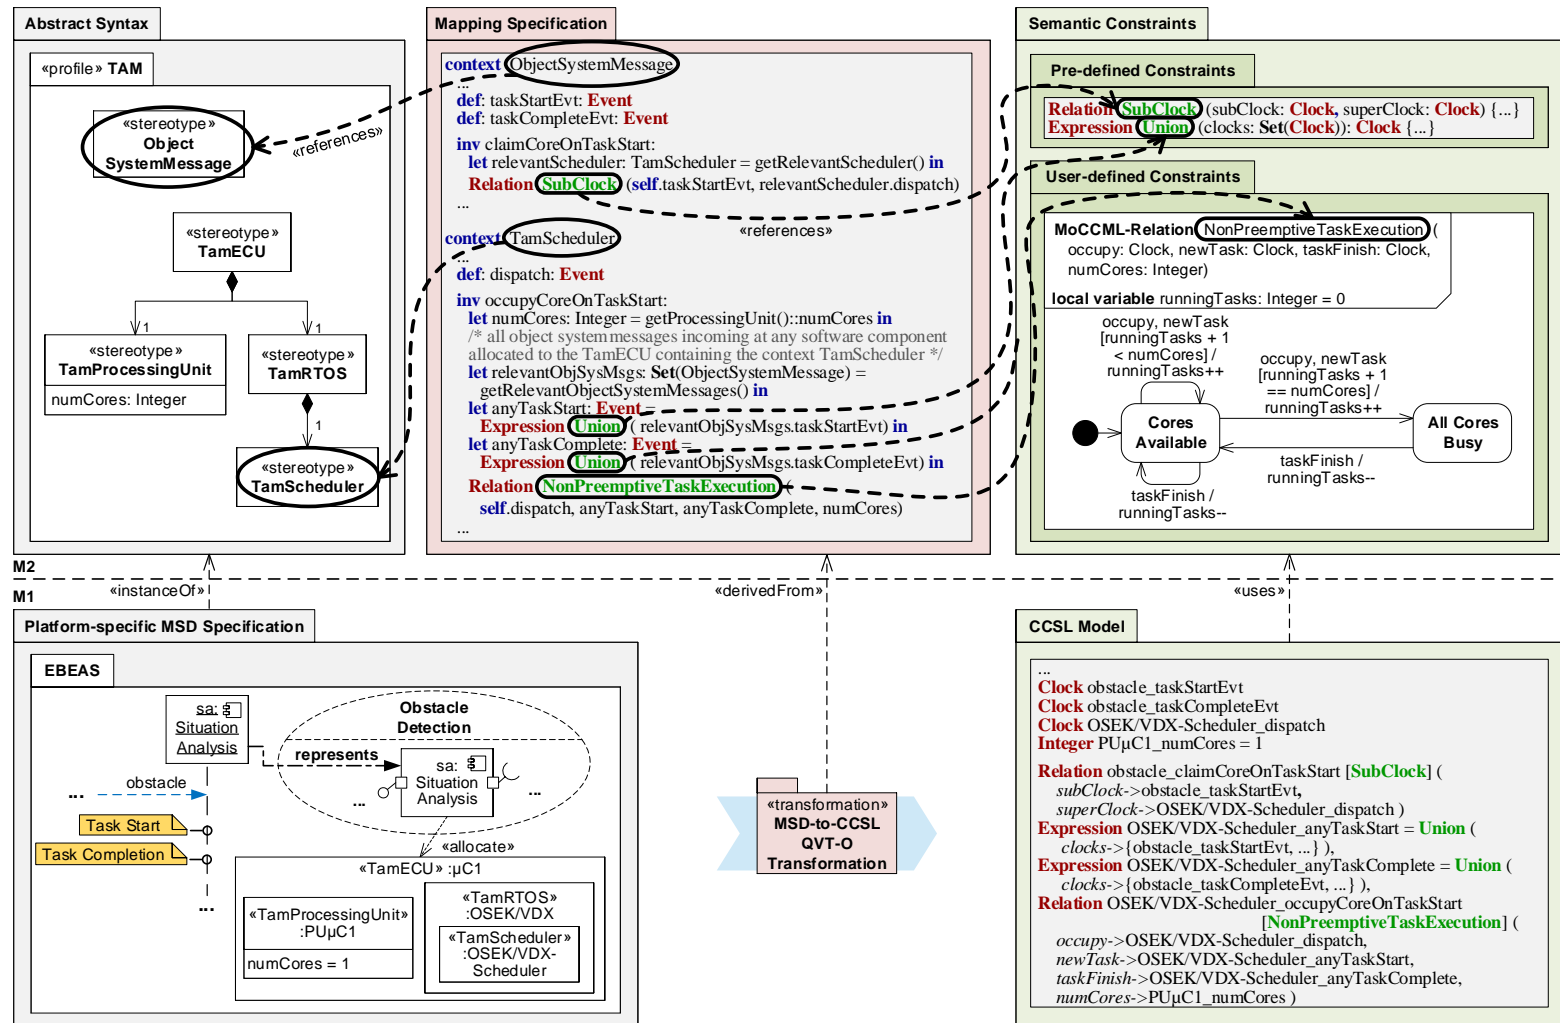 Abstract Syntax
«profile» TAM
«stereotype»
Object
SystemMessage
«references»
«stereotype»
TamECU
1
1
«stereotype»
TamProcessingUnit
numCores: Integer
«stereotype»
TamRTOS
1
«stereotype»
TamScheduler
Mapping Specification
context ObjectSystemMessage
...
def: taskStartEvt: Event
def: taskCompleteEvt: Event
inv claimCoreOnTaskStart:
let relevantScheduler: TamScheduler = getRelevantScheduler() in
Relation SubClock (self.taskStartEvt, relevantScheduler.dispatch)
...
«references»
context TamScheduler
...
def: dispatch: Event
inv occupyCoreOnTaskStart:
let numCores: Integer = getProcessingUnit()::numCores in
/* all object system messages incoming at any software component
allocated to the TamECU containing the context TamScheduler */
let relevantObjSysMsgs: Set(ObjectSystemMessage) =
getRelevantObjectSystemMessages() in
let anyTaskStart: Event =
Expression Union ( relevantObjSysMsgs.taskStartEvt) in
let anyTaskComplete: Event =
Expression Union ( relevantObjSysMsgs.taskCompleteEvt) in
Relation NonPreemptiveTaskExecution (
self.dispatch, anyTaskStart, anyTaskComplete, numCores)
...
Semantic Constraints
Pre-defined Constraints
Relation SubClock (subClock: Clock, superClock: Clock) {...}
Expression Union (clocks: Set(Clock)): Clock {...}
User-defined Constraints
MoCCML-Relation NonPreemptiveTaskExecution (
occupy: Clock, newTask: Clock, taskFinish: Clock,
numCores: Integer)
local variable runningTasks: Integer = 0
occupy, newTask
[runningTasks + 1
< numCores] /
runningTasks++
occupy, newTask
[runningTasks + 1
== numCores] /
runningTasks++
Cores
Available
All Cores
Busy
taskFinish /
runningTasks--
taskFinish /
runningTasks--
M2
M1
«instanceOf»
«derivedFrom»
«uses»
Platform-specific MSD Specification
EBEAS
sa:
Situation
Analysis
represents
Obstacle
Detection
sa:
Situation
Analysis
...
...
obstacle
...
Task Start
Task Completion
...
«allocate»
«TamECU» :µC1
«TamProcessingUnit»
:PUµC1
numCores = 1
«TamRTOS»
:OSEK/VDX
«TamScheduler»
:OSEK/VDX-
Scheduler
«transformation»
MSD-to-CCSL
QVT-O
Transformation
CCSL Model
...
Clock obstacle_taskStartEvt
Clock obstacle_taskCompleteEvt
Clock OSEK/VDX-Scheduler_dispatch
Integer PUµC1_numCores = 1
Relation obstacle_claimCoreOnTaskStart [SubClock] (
subClock->obstacle_taskStartEvt,
superClock->OSEK/VDX-Scheduler_dispatch )
Expression OSEK/VDX-Scheduler_anyTaskStart = Union (
clocks->{obstacle_taskStartEvt, ...} ),
Expression OSEK/VDX-Scheduler_anyTaskComplete = Union (
clocks->{obstacle_taskCompleteEvt, ...} ),
Relation OSEK/VDX-Scheduler_occupyCoreOnTaskStart
[NonPreemptiveTaskExecution] (
occupy->OSEK/VDX-Scheduler_dispatch,
newTask->OSEK/VDX-Scheduler_anyTaskStart,
taskFinish->OSEK/VDX-Scheduler_anyTaskComplete,
numCores->PUµC1_numCores )